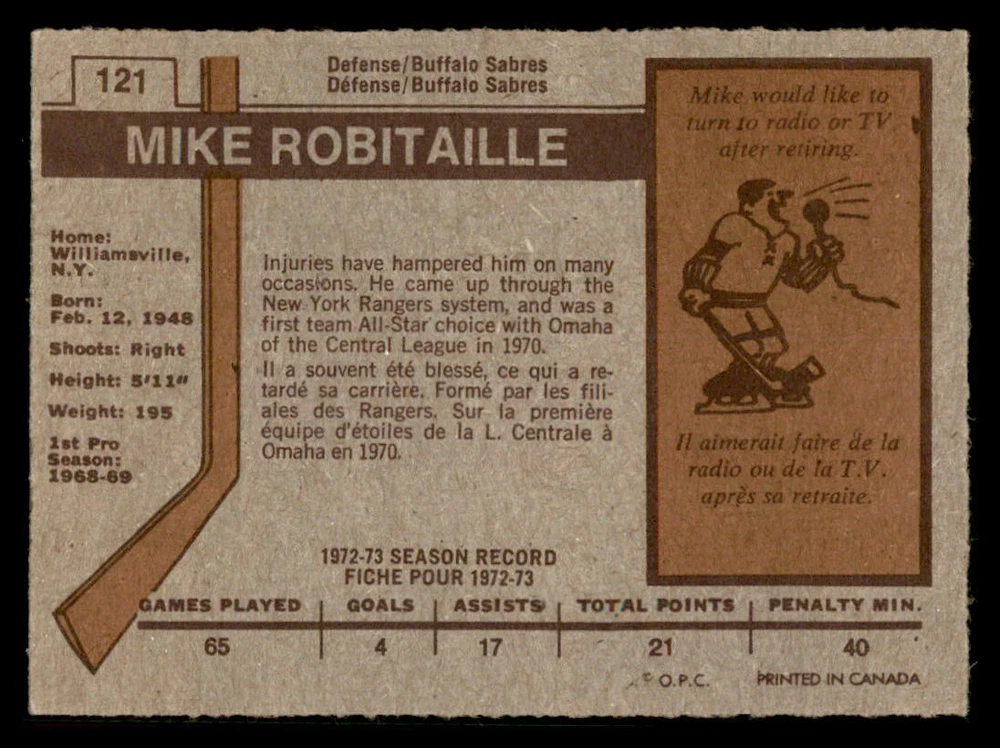 121
Defense/Buffalo Sabres
Défense/Buffalo Sabres
MIKE ROBITAILLE
Home:
Williamsville,
N.Y.
Born:
Feb. 12, 1948
Shoots: Right
Height: 5'11"
Weight: 195
1st Pro
Season:
1968-69
Injuries have hampered him on many
occasions. He came up through the
New York Rangers system, and was a
first team All-Star choice with Omaha
of the Central League in 1970.
Il a souvent été blessé, ce qui a re-
tardé sa carrière. Formé par les fili-
ales des Rangers. Sur la première
équipe d'étoiles de la L. Centrale à
Omaha en 1970.
Mike would like to
turn to radio or TV
after retiring.
Il aimerait faire de la
radio ou de la T.V.
après sa retraite.
1972-73 SEASON RECORD
FICHE POUR 1972-73
GAMES PLAYED GOALS ASSISTS TOTAL POINTS PENALTY MIN.
65 4 17 21 40
© O.P.C. PRINTED IN CANADA